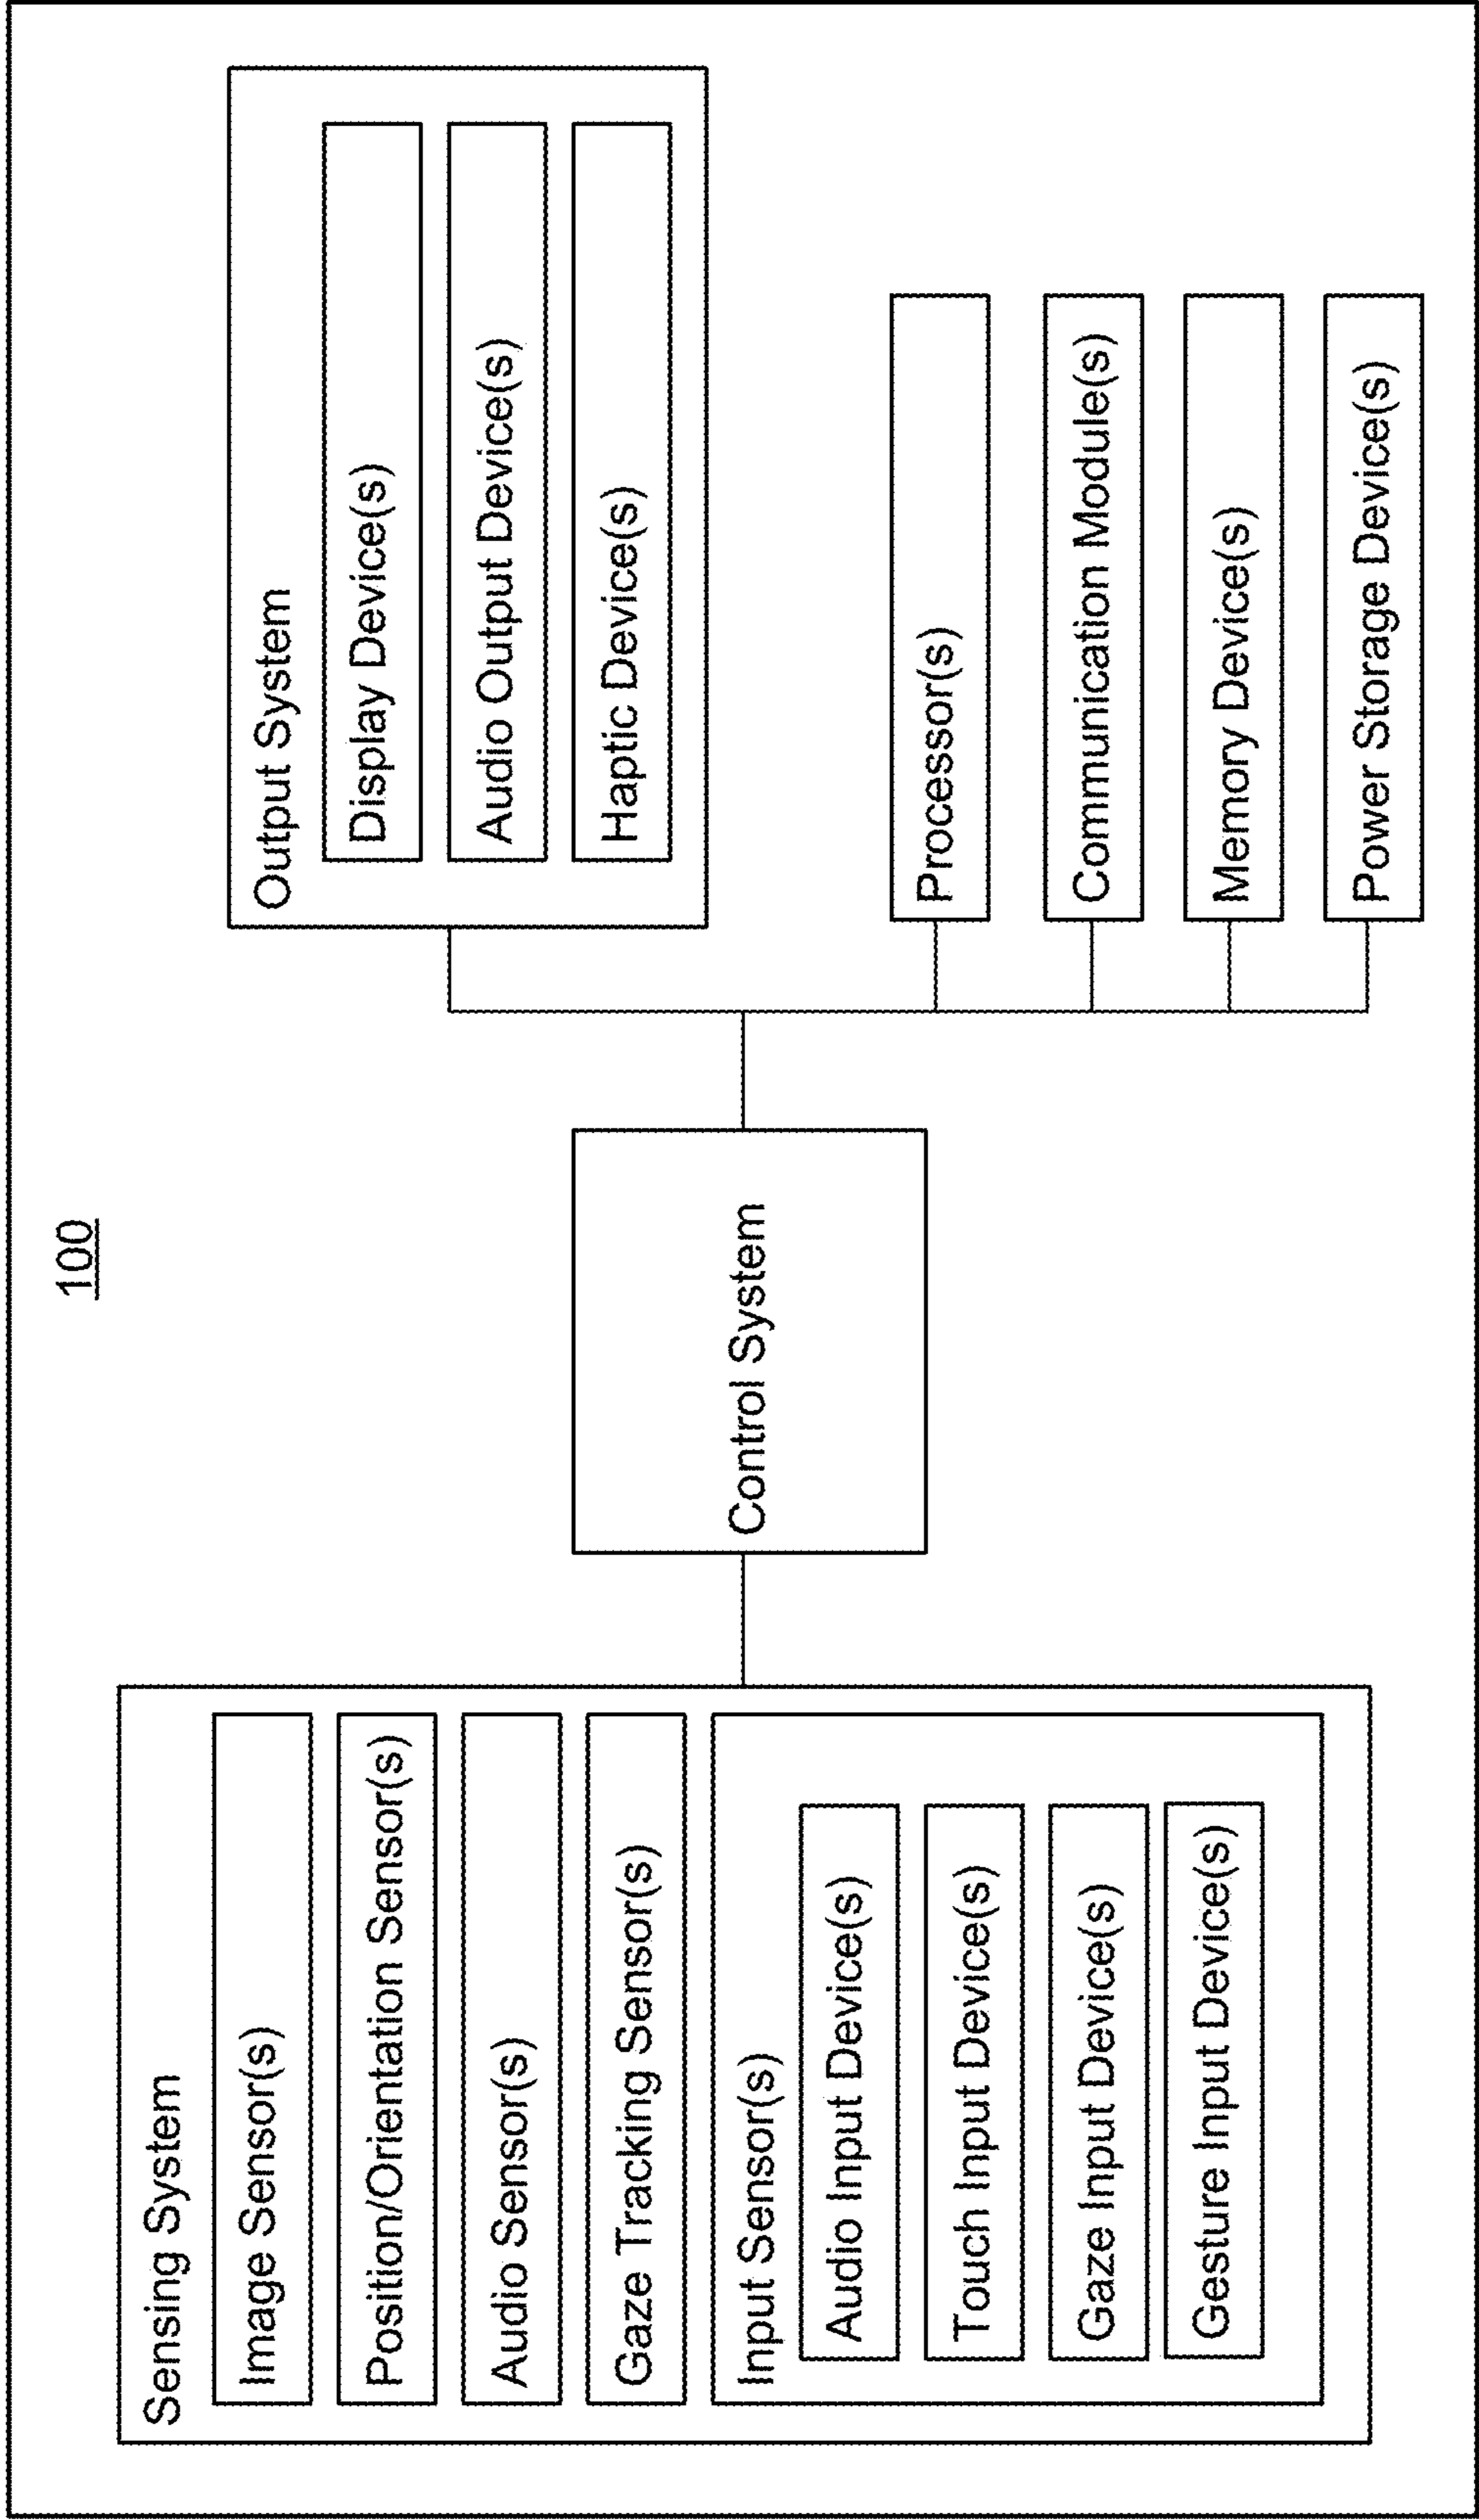 100
Sensing System
Image Sensor(s)
Position/Orientation Sensor(s)
Audio Sensor(s)
Gaze Tracking Sensor(s)
Input Sensor(s)
Audio Input Device(s)
Touch Input Device(s)
Gaze Input Device(s)
Gesture Input Device(s)
Control System
Output System
Display Device(s)
Audio Output Device(s)
Haptic Device(s)
Processor(s)
Communication Module(s)
Memory Device(s)
Power Storage Device(s)